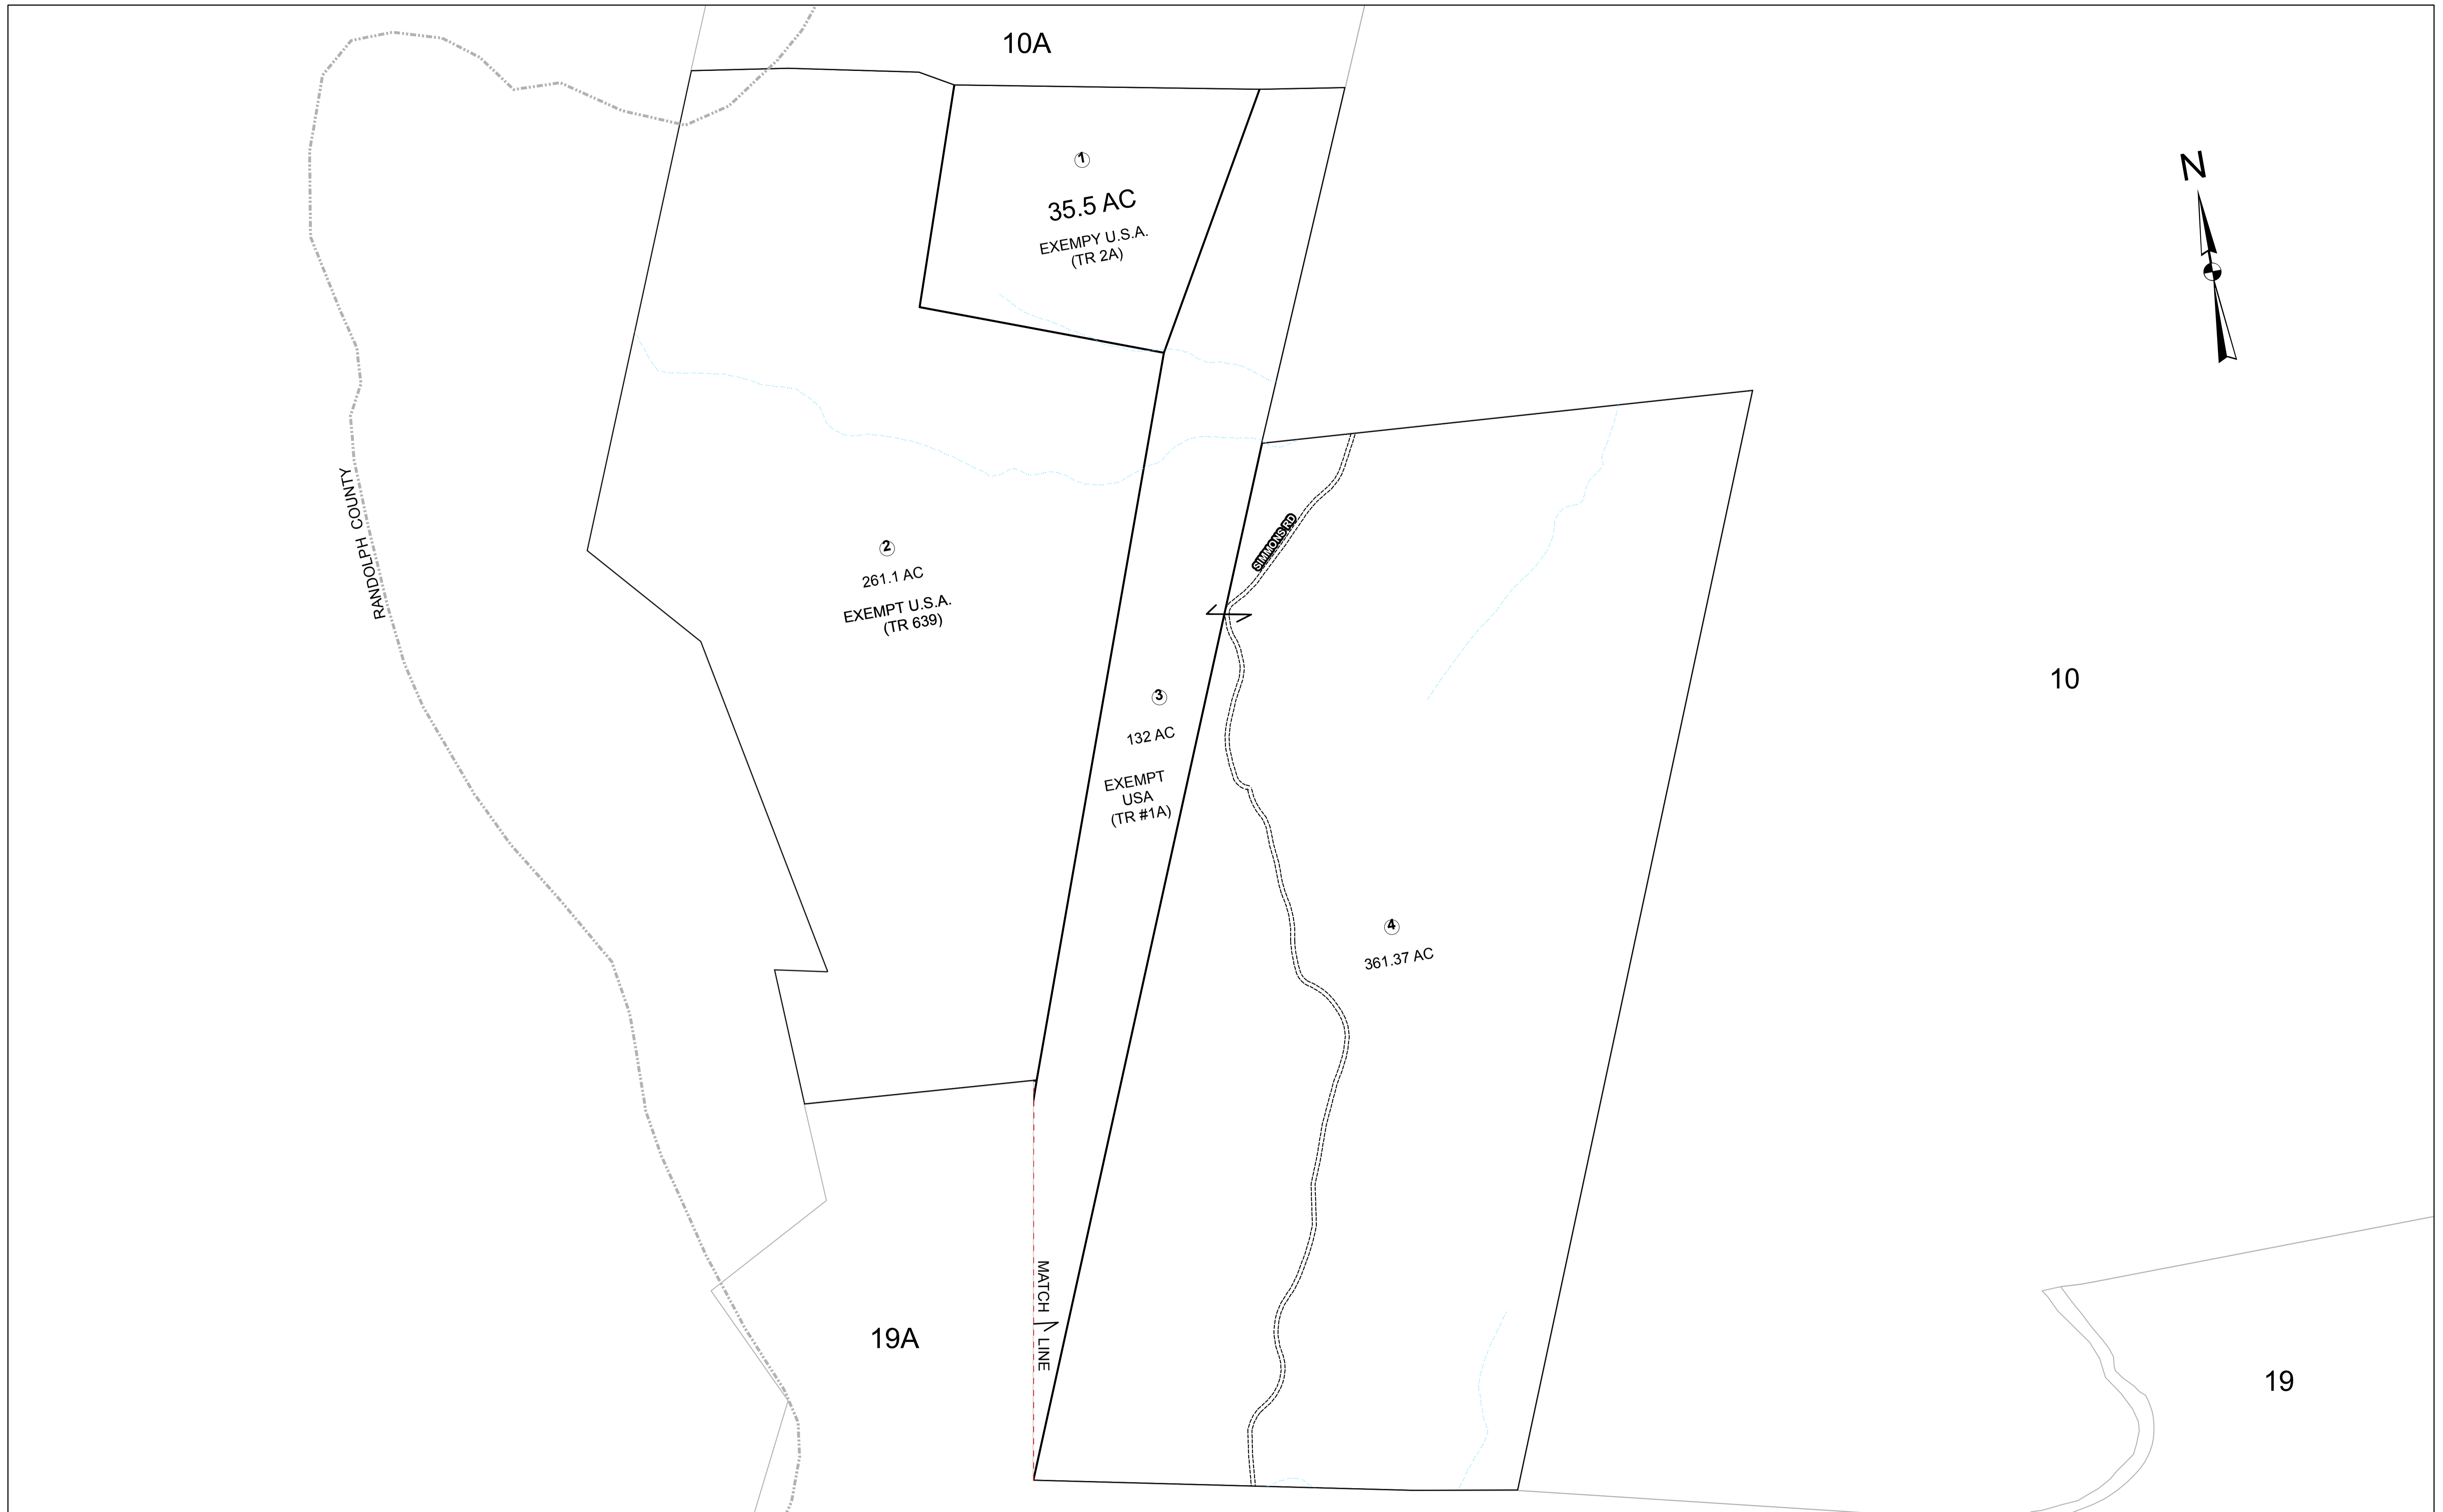 10A
N
1
35.5 AC
EXEMPY U.S.A.
(TR 2A)
RANDOLPH COUNTY
SIMMONS RD
2
261.1 AC
EXEMPT U.S.A.
(TR 639)
3
132 AC
EXEMPT
USA
(TR #1A)
10
4
361.37 AC
MATCH LINE
19A
19